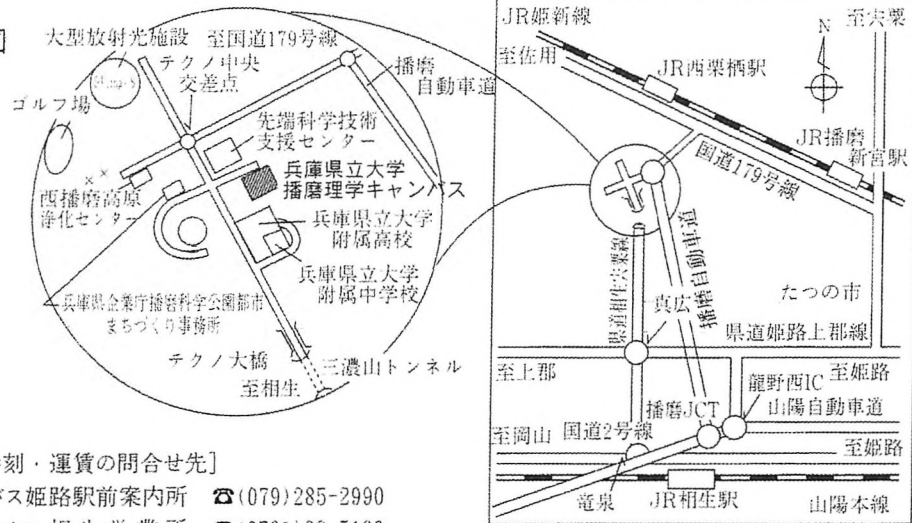 大型放射光施設
至国道179号線
テクノ中央
交差点
播磨
自動車道
ゴルフ場
先端科学技術
支援センター
兵庫県立大学
播磨理学キャンパス
西播磨高原
浄化センター
兵庫県立大学
附属高校
兵庫県立大学
附属中学校
兵庫県企業庁播磨科学公園都市
まちづくり事務所
テクノ大橋
三濃山トンネル
至相生
刻・運賃の問合せ先]
バス姫路駅前案内所 ☎(079)285-2990
JR姫新線
至宍粟
至佐用
N
JR西栗栖駅
JR播磨
新宮駅
国道179号線
県道相生宍粟線
播磨自動車道
真広
たつの市
県道姫路上郡線
至上郡
至姫路
龍野西IC
播磨JCT
山陽自動車道
至岡山
国道2号線
至姫路
竜泉
JR相生駅
山陽本線